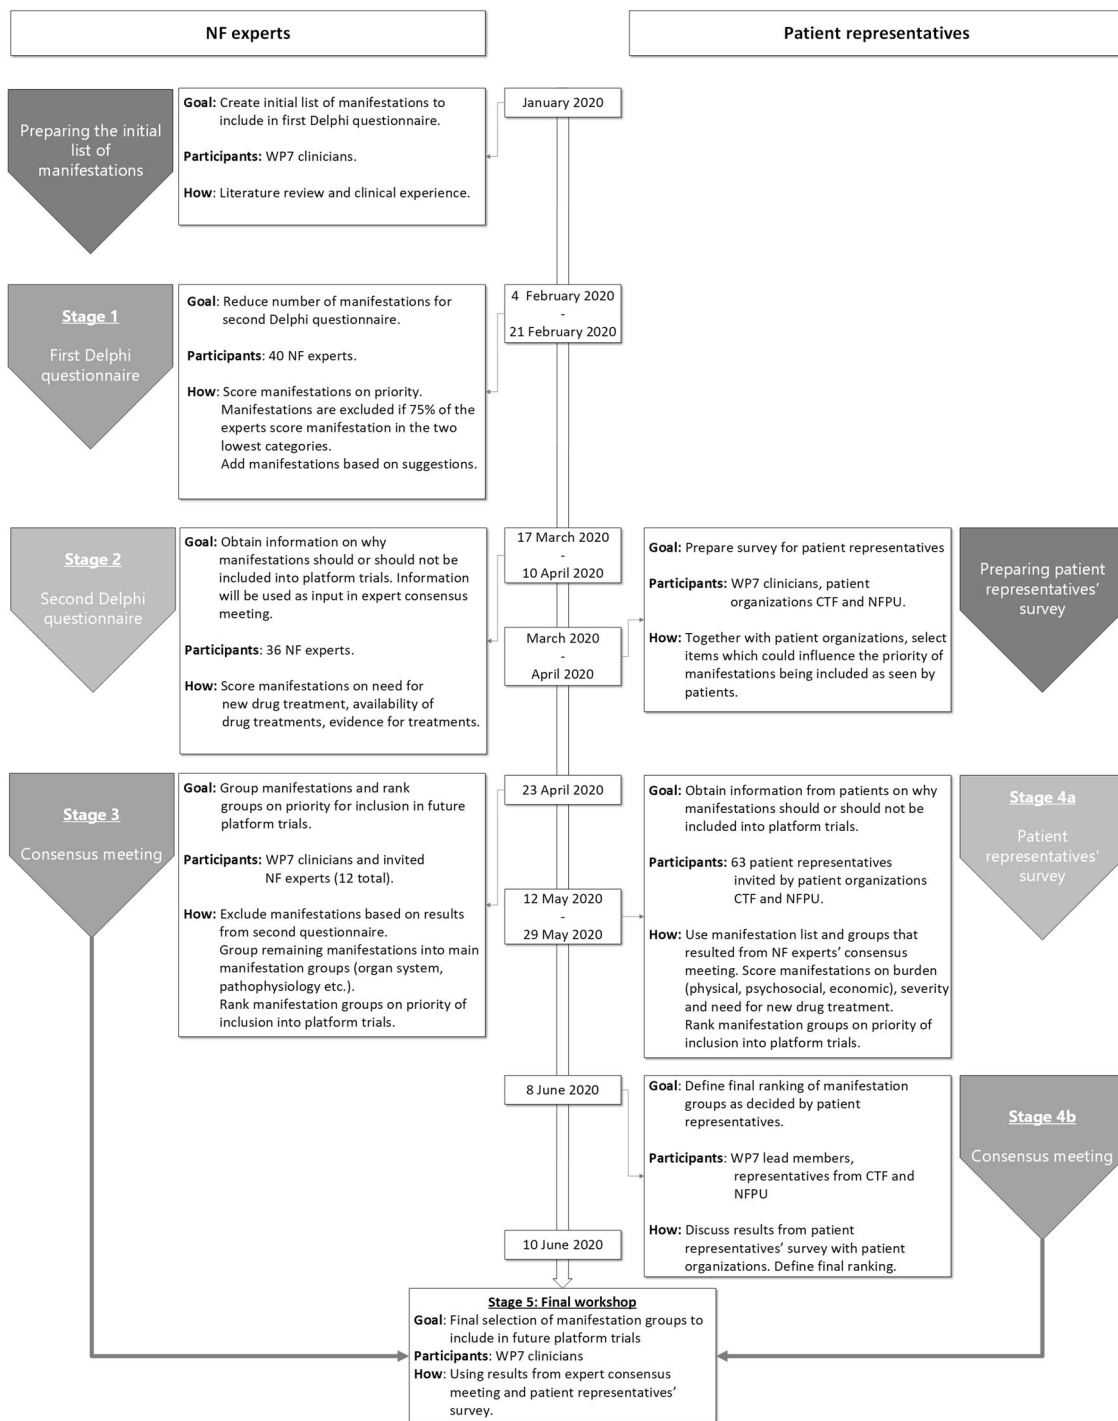 NF experts
Patient representatives
Preparing the initial
list of
manifestations
Goal: Create initial list of manifestations to
include in first Delphi questionnaire.
Participants: WP7 clinicians.
How: Literature review and clinical experience.
January 2020
Stage 1
First Delphi
questionnaire
Goal: Reduce number of manifestations for
second Delphi questionnaire.
Participants: 40 NF experts.
How: Score manifestations on priority.
Manifestations are excluded if 75% of the
experts score manifestation in the two
lowest categories.
Add manifestations based on suggestions.
4 February 2020
-
21 February 2020
Stage 2
Second Delphi
questionnaire
Goal: Obtain information on why
manifestations should or should not be
included into platform trials. Information
will be used as input in expert consensus
meeting.
Participants: 36 NF experts.
How: Score manifestations on need for
new drug treatment, availability of
drug treatments, evidence for treatments.
17 March 2020
-
10 April 2020
March 2020
-
April 2020
Goal: Prepare survey for patient representatives
Participants: WP7 clinicians, patient
organizations CTF and NFPU.
How: Together with patient organizations, select
items which could influence the priority of
manifestations being included as seen by
patients.
Preparing patient
representatives'
survey
Stage 3
Consensus meeting
Goal: Group manifestations and rank
groups on priority for inclusion in future
platform trials.
Participants: WP7 clinicians and invited
NF experts (12 total).
How: Exclude manifestations based on results
from second questionnaire.
Group remaining manifestations into main
manifestation groups (organ system,
pathophysiology etc.).
Rank manifestation groups on priority of
inclusion into platform trials.
23 April 2020
12 May 2020
-
29 May 2020
Goal: Obtain information from patients on why
manifestations should or should not be
included into platform trials.
Participants: 63 patient representatives
invited by patient organizations
CTF and NFPU.
How: Use manifestation list and groups that
resulted from NF experts' consensus
meeting. Score manifestations on burden
(physical, psychosocial, economic), severity
and need for new drug treatment.
Rank manifestation groups on priority of
inclusion into platform trials.
Stage 4a
Patient
representatives'
survey
8 June 2020
Goal: Define final ranking of manifestation
groups as decided by patient
representatives.
Participants: WP7 lead members,
representatives from CTF and
NFPU
How: Discuss results from patient
representatives' survey with patient
organizations. Define final ranking.
Stage 4b
Consensus meeting
10 June 2020
Stage 5: Final workshop
Goal: Final selection of manifestation groups to
include in future platform trials
Participants: WP7 clinicians
How: Using results from expert consensus
meeting and patient representatives'
survey.